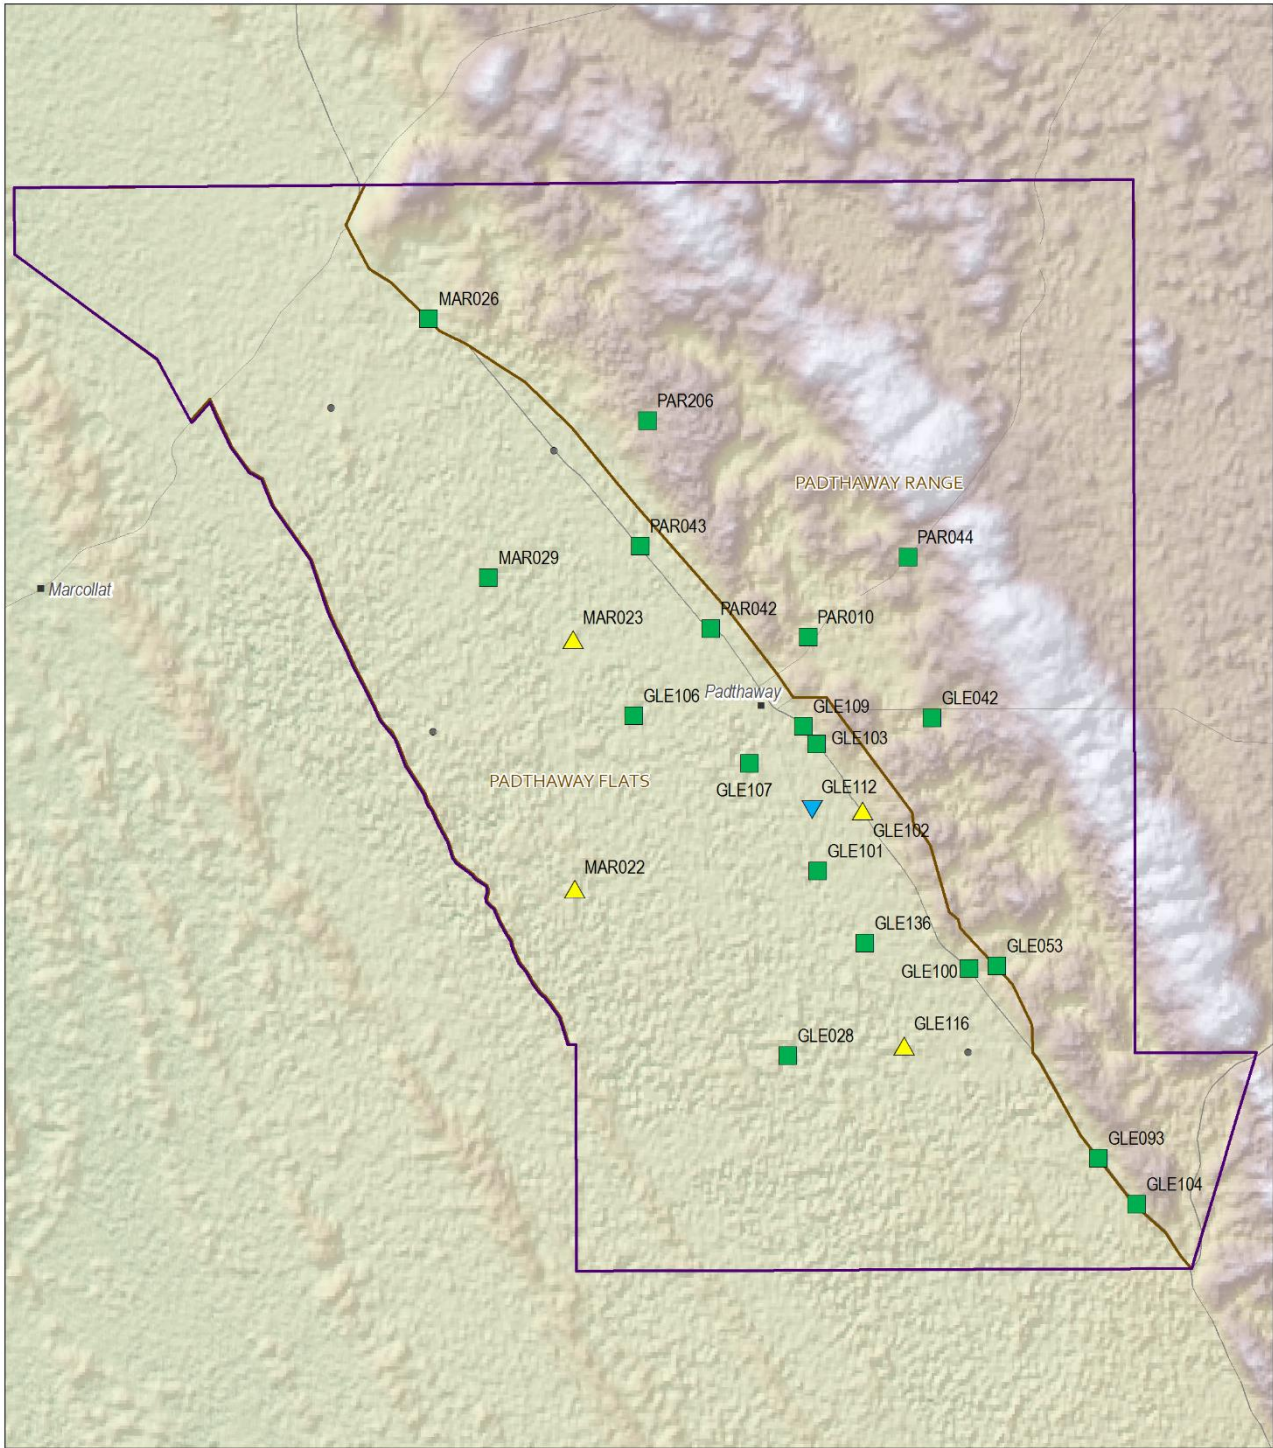 MAR026
PAR206
PADTHAWAY RANGE
PAR043
PAR044
MAR029
Marcollat
MAR023
PAR042
PAR010
GLE106
Padthaway
GLE109
GLE042
GLE103
PADTHAWAY FLATS
GLE107
GLE112
GLE102
GLE101
MAR022
GLE136
GLE053
GLE100
GLE116
GLE028
GLE093
GLE104